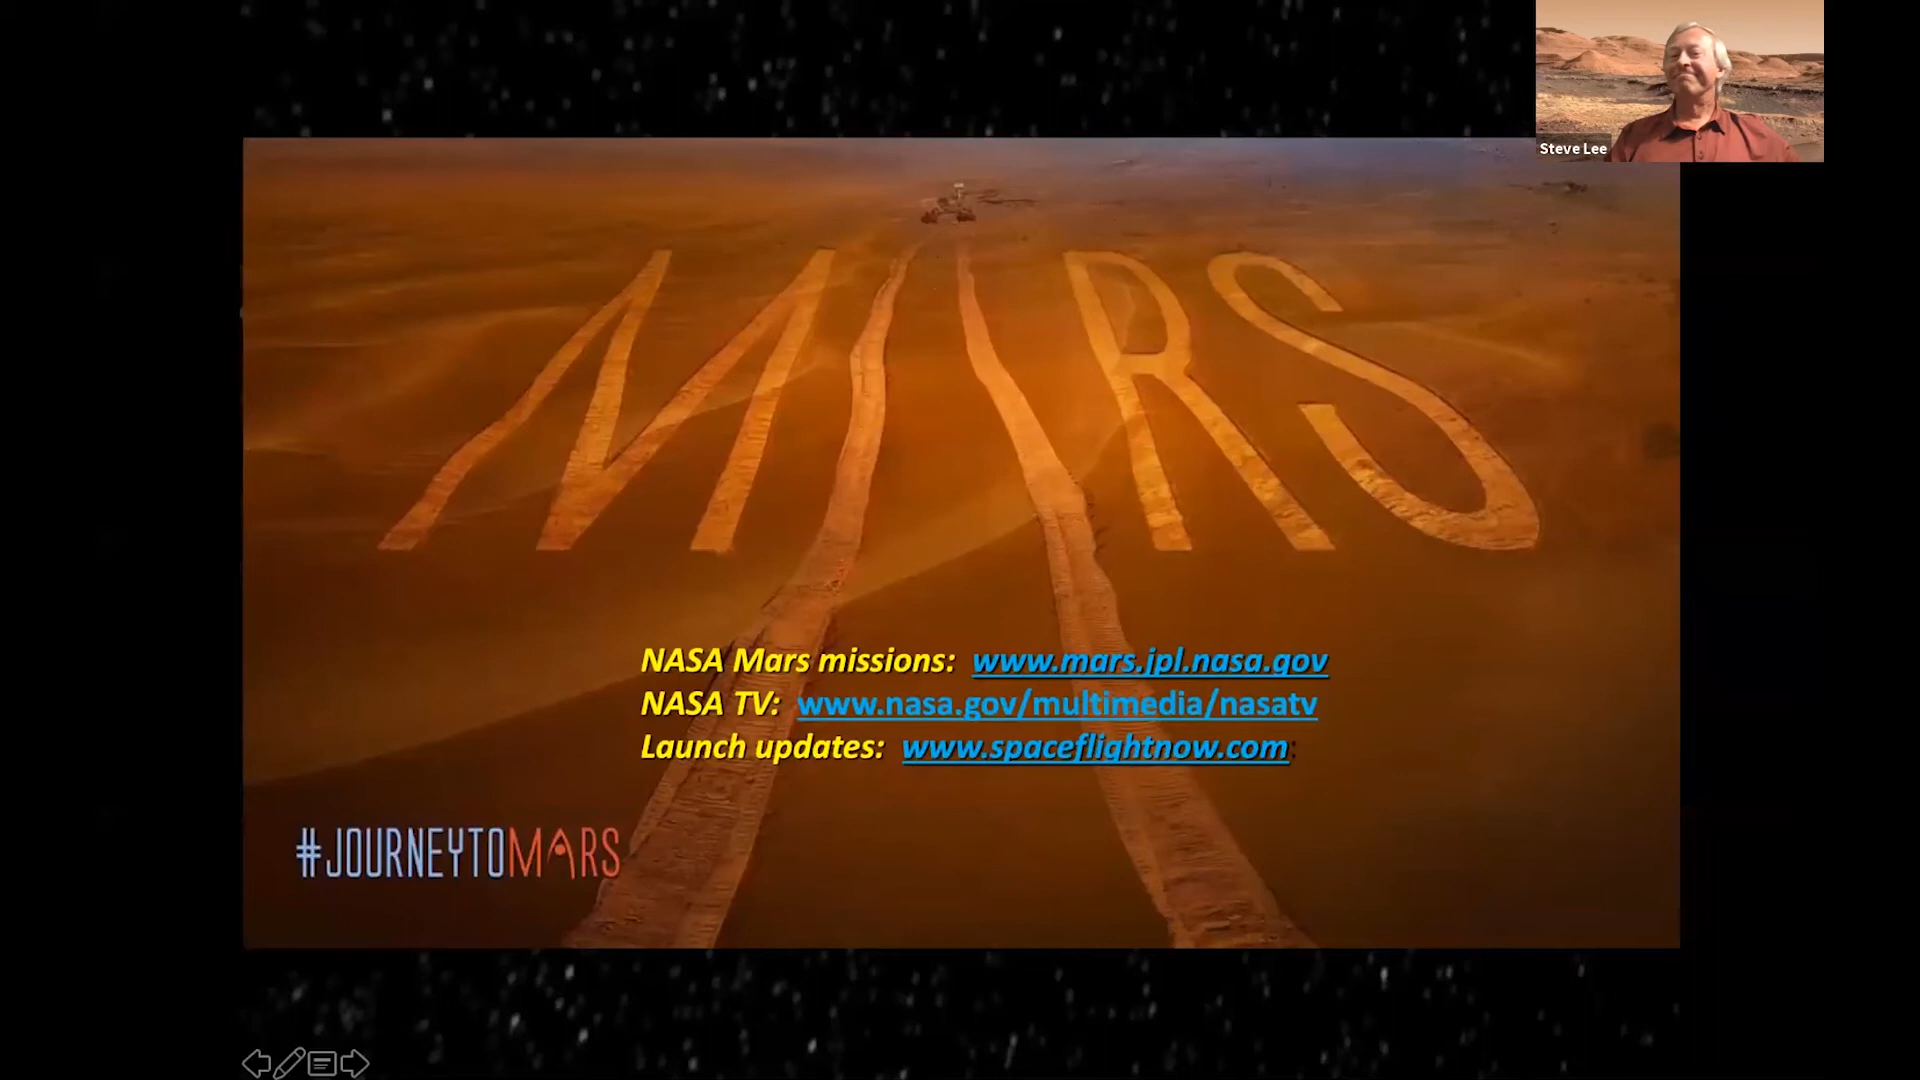 Steve Lee
MARS
NASA Mars missions: www.mars.jpl.nasa.gov
NASA TV: www.nasa.gov/multimedia/nasatv
Launch updates: www.spaceflightnow.com:
#JOURNEYTOMARS